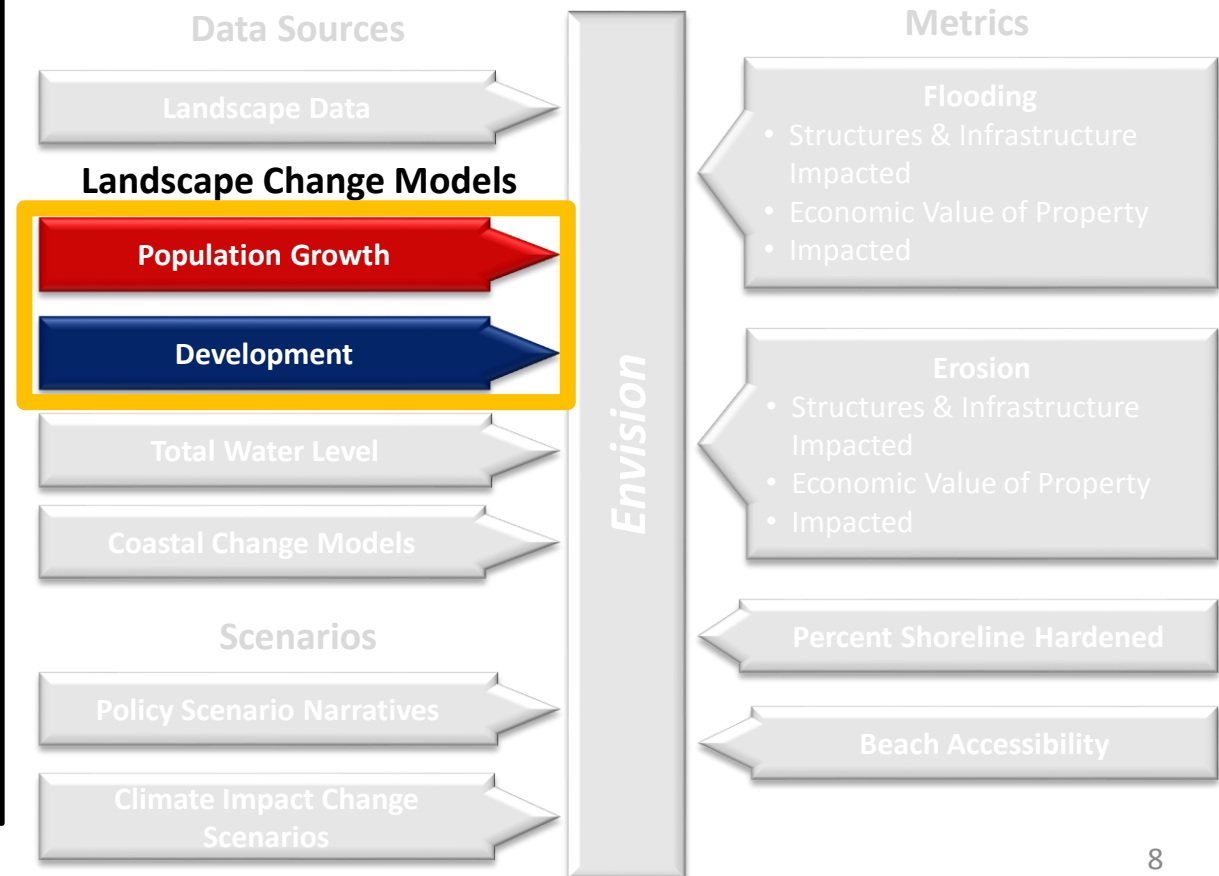 Data Sources
Landscape Data
Landscape Change Models
Population Growth
Development
Total Water Level
Coastal Change Models
Scenarios
Policy Scenario Narratives
Climate Impact Change
Scenarios
Envision
Metrics
Flooding
• Structures & Infrastructure
Impacted
• Economic Value of Property
• Impacted
Erosion
• Structures & Infrastructure
Impacted
• Economic Value of Property
• Impacted
Percent Shoreline Hardened
Beach Accessibility
8